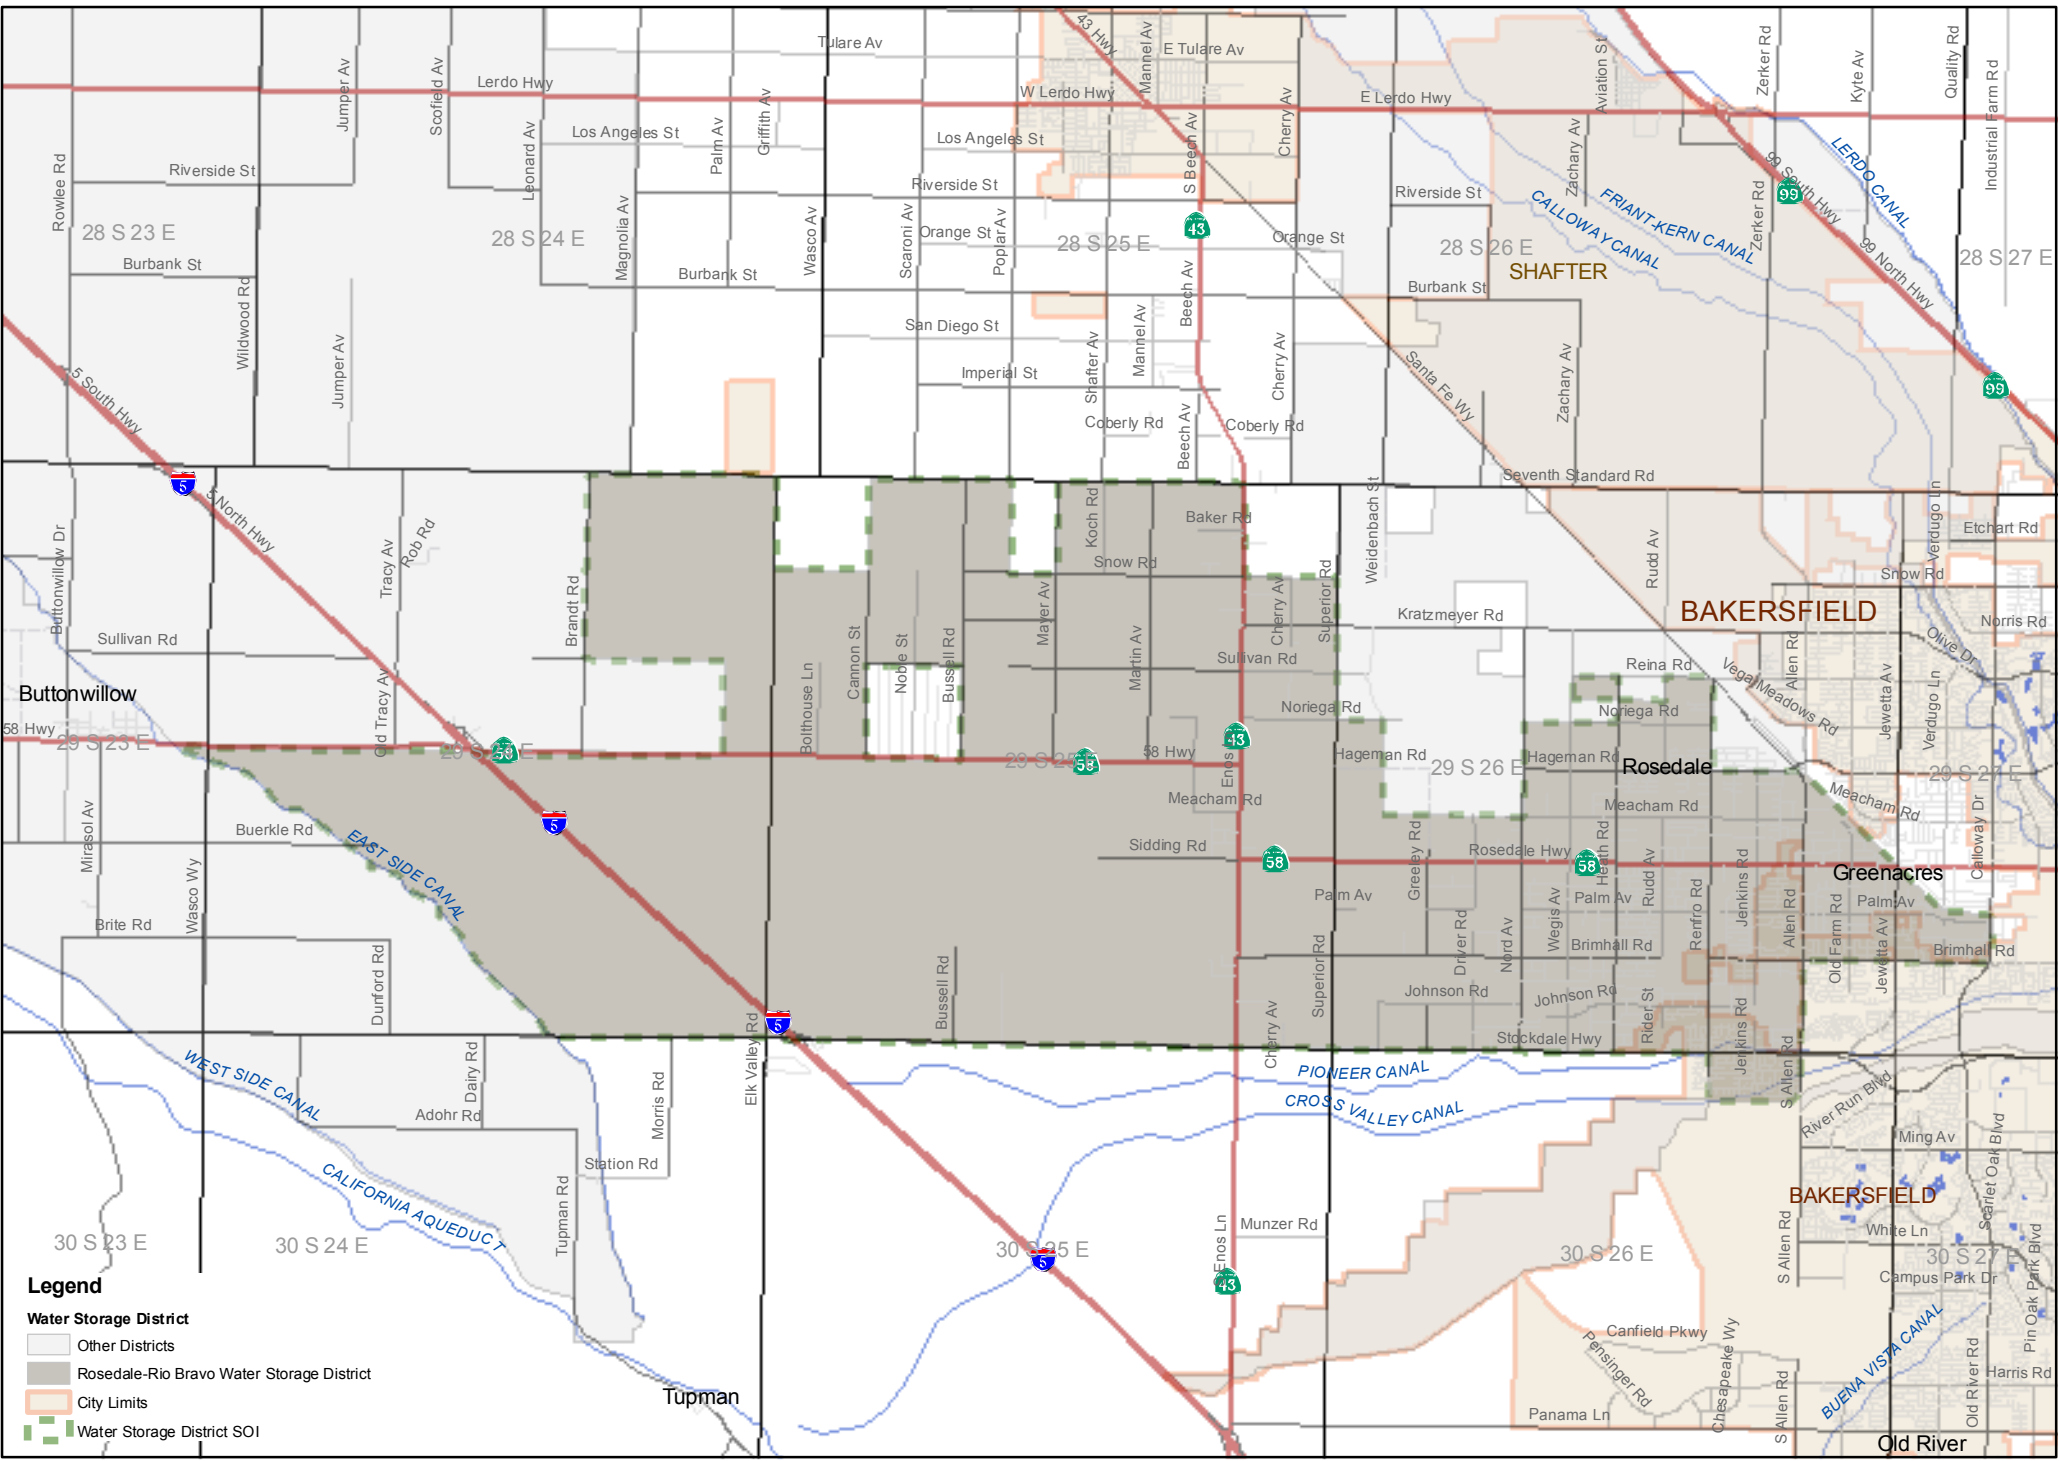 43 Hwy
Mannel Av
E Tulare Av
Tulare Av
Aviation St
Zerker Rd
Kyte Av
Quality Rd
Industrial Farm Rd
Jumper Av
Scofield Av
Lerdo Hwy
W Lerdo Hwy
E Lerdo Hwy
Griffith Av
Palm Av
Los Angeles St
Los Angeles St
Leonard Av
S Beech Av
Cherry Av
Zachary Av
99 South Hwy
LERDO CANAL
99
Rowlee Rd
Riverside St
Riverside St
Riverside St
Magnolia Av
Wasco Av
Scaroni Av
Poplar Av
Orange St
Orange St
43
CALLOWAY CANAL
FRIANT-KERN CANAL
Zerker Rd
99 North Hwy
28 S 23 E
28 S 24 E
28 S 25 E
28 S 26 E
28 S 27 E
SHAFTER
Burbank St
Burbank St
Burbank St
Wildwood Rd
Jumper Av
Beech Av
San Diego St
Shafter Av
Mannel Av
Cherry Av
Imperial St
Santa Fe Wy
Zachary Av
99
5 South Hwy
Coberly Rd
Coberly Rd
Beech Av
Seventh Standard Rd
5
5 North Hwy
Koch Rd
Baker Rd
Weidenbach St
Verdugo Ln
Etchart Rd
Buttonwillow Dr
Tracy Av
Rob Rd
Brandt Rd
Snow Rd
Snow Rd
Rudd Av
Superior Rd
Cherry Av
Mayer Av
Kratzmeyer Rd
BAKERSFIELD
Norris Rd
Olive Dr
Sullivan Rd
Sullivan Rd
Cannon St
Noble St
Bussell Rd
Martin Av
Bolthouse Ln
Reina Rd
Vega Meadows Rd
Allen Rd
Jewetta Av
Verdugo Ln
Buttonwillow
Old Tracy Av
Noriega Rd
Noriega Rd
58 Hwy
58 Hwy
29 S 23 E
58
58
43
Enos
Hageman Rd
Hageman Rd
29 S 26 E
Rosedale
29 S 27 E
Meacham Rd
Meacham Rd
Meacham Rd
5
Mirasol Av
Buerkle Rd
EAST SIDE CANAL
Sidding Rd
Greeley Rd
Rosedale Hwy
58
58
Heath Rd
Rudd Av
Jenkins Rd
Calloway Dr
Greenacres
Wasco Wy
Brite Rd
Palm Av
Palm Av
Palm Av
Wegis Av
Renfro Rd
Allen Rd
Old Farm Rd
Jewetta Av
Driver Rd
Nord Av
Brimhall Rd
Brimhall Rd
Dunford Rd
Bussell Rd
Superior Rd
Johnson Rd
Johnson Rd
Rider St
Jenkins Rd
Cherry Av
Stockdale Hwy
5
Elk Valley Rd
WEST SIDE CANAL
Dairy Rd
Adohr Rd
Morris Rd
PIONEER CANAL
CROSS VALLEY CANAL
S Allen Rd
River Run Blvd
Ming Av
Scarlet Oak Blvd
BAKERSFIELD
White Ln
CALIFORNIA AQUEDUCT
Station Rd
Tupman Rd
Enos Ln
Munzer Rd
S Allen Rd
30 S 23 E
30 S 24 E
30 S 25 E
30 S 26 E
30 S 27 E
5
43
Campus Park Dr
Pin Oak Park Blvd
BUENA VISTA CANAL
Canfield Pkwy
Pensinger Rd
Chesapeake Wy
Old River Rd
Harris Rd
S Allen Rd
Panama Ln
Tupman
Old River
Legend
Water Storage District
Other Districts
Rosedale-Rio Bravo Water Storage District
City Limits
Water Storage District SOI